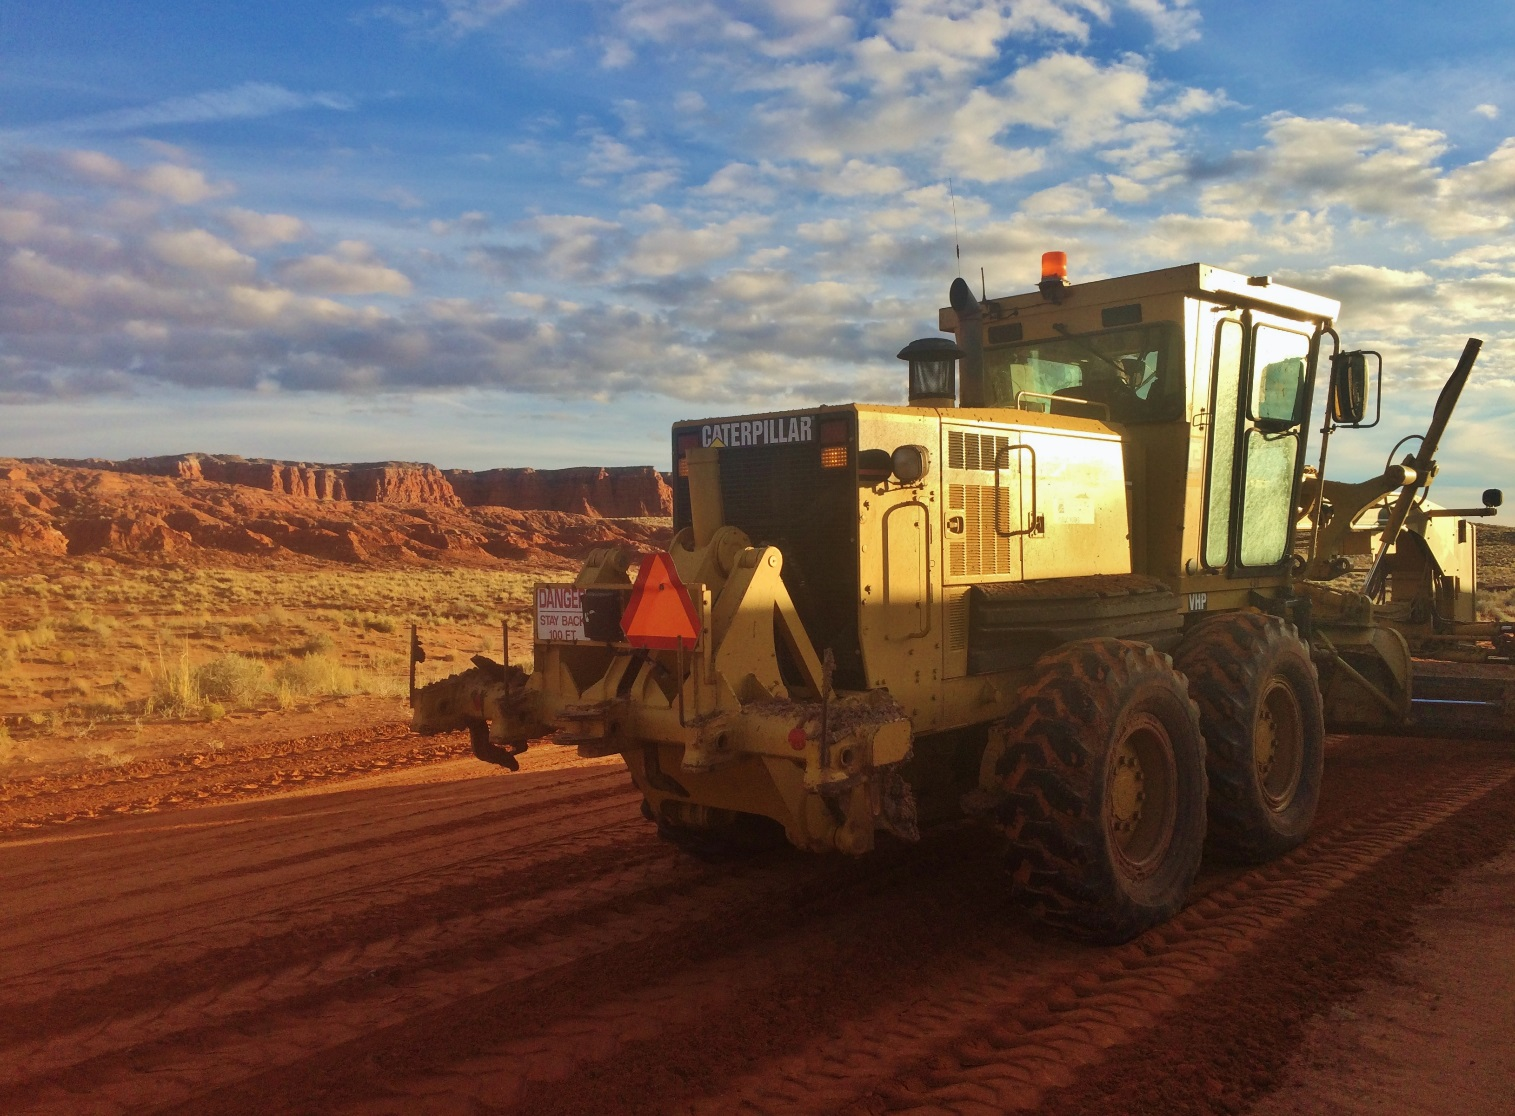 CATERPILLAR
DANGER
STAY BACK
100 FT.
VHP